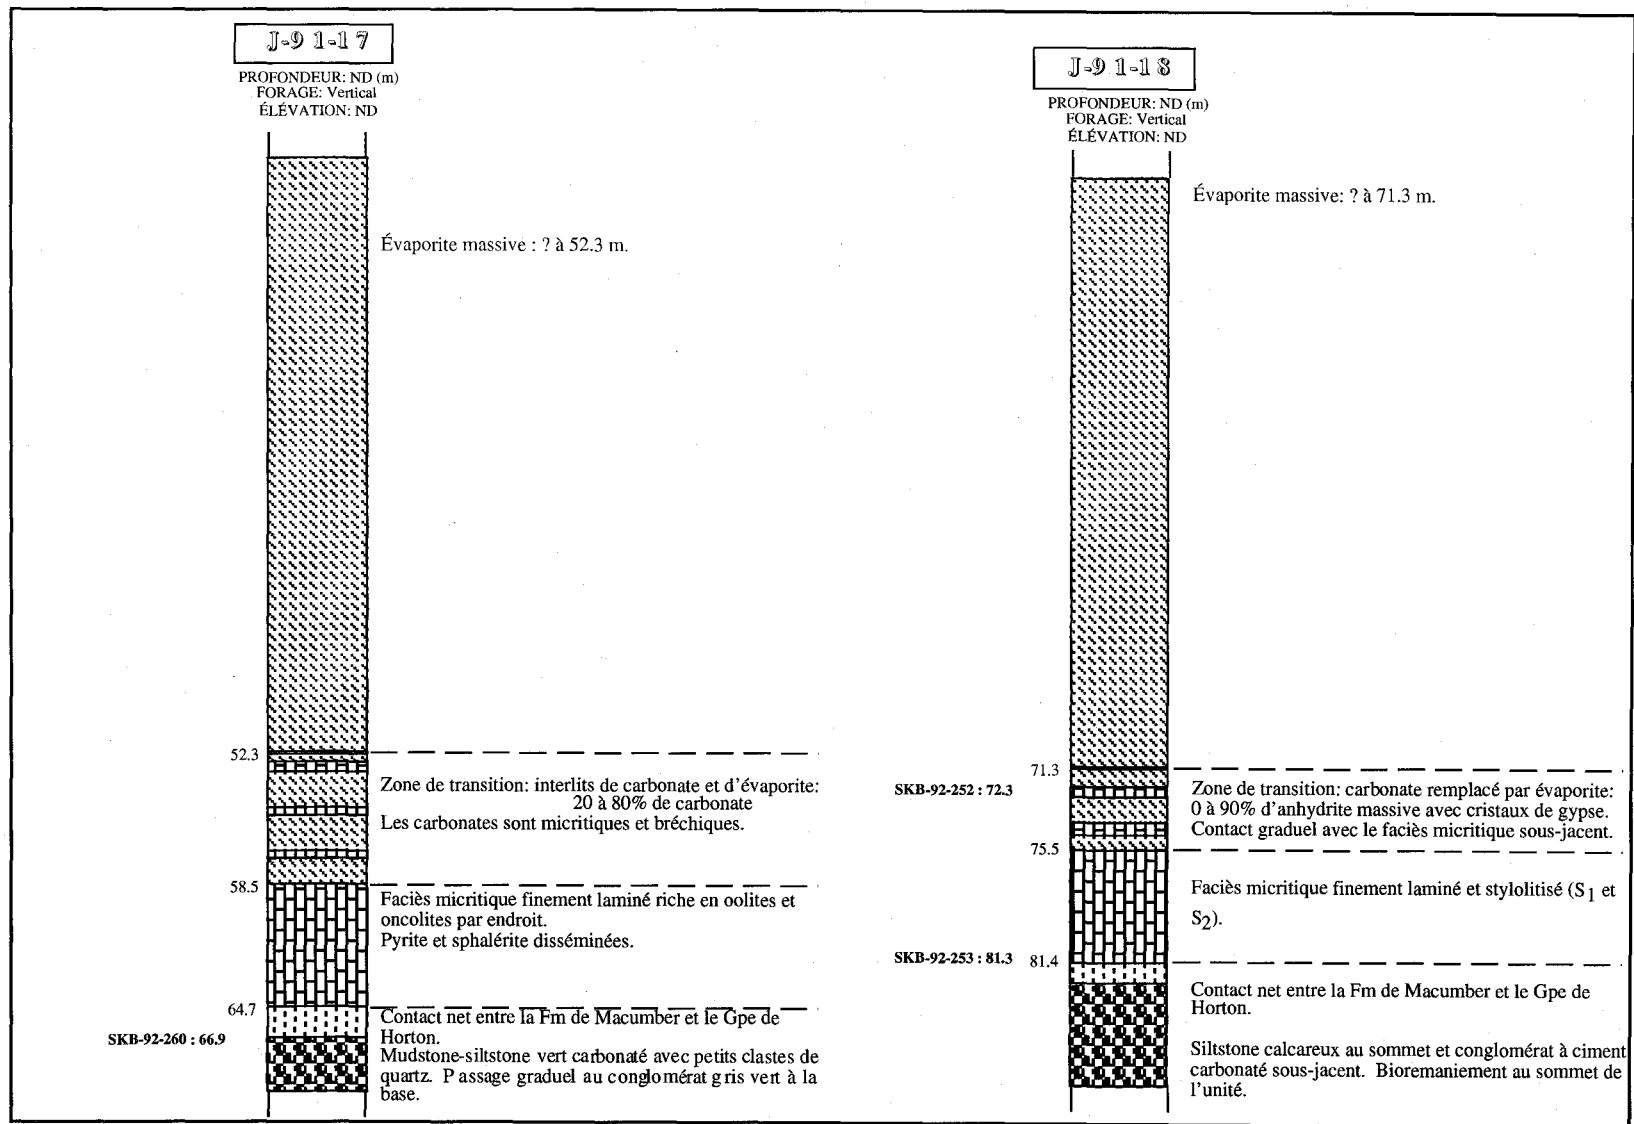 J-91-17
PROFONDEUR: ND (m)
FORAGE: Vertical
ÉLÉVATION: ND
Évaporite massive : ? à 52.3 m.
52.3
Zone de transition: interlits de carbonate et d'évaporite:
20 à 80% de carbonate
Les carbonates sont micritiques et bréchiques.
58.5
Faciès micritique finement laminé riche en oolites et
oncolites par endroit.
Pyrite et sphalérite disséminées.
64.7
Contact net entre la Fm de Macumber et le Gpe de
Horton.
SKB-92-260 : 66.9
Mudstone-siltstone vert carbonaté avec petits clastes de
quartz. Passage graduel au conglomérat gris vert à la
base.
J-91-18
PROFONDEUR: ND (m)
FORAGE: Vertical
ÉLÉVATION: ND
Évaporite massive: ? à 71.3 m.
71.3
SKB-92-252 : 72.3
Zone de transition: carbonate remplacé par évaporite:
0 à 90% d'anhydrite massive avec cristaux de gypse.
Contact graduel avec le faciès micritique sous-jacent.
75.5
Faciès micritique finement laminé et stylolitisé (S1 et
S2).
SKB-92-253 : 81.3
81.4
Contact net entre la Fm de Macumber et le Gpe de
Horton.
Siltstone calcareux au sommet et conglomérat à ciment
carbonaté sous-jacent. Bioremaniement au sommet de
l'unité.